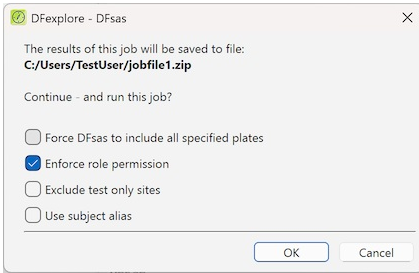 DFexplore - DFsas
The results of this job will be saved to file:
C:/Users/TestUser/jobfile1.zip
Continue - and run this job?
Force DFsas to include all specified plates
Enforce role permission
Exclude test only sites
Use subject alias
OK Cancel